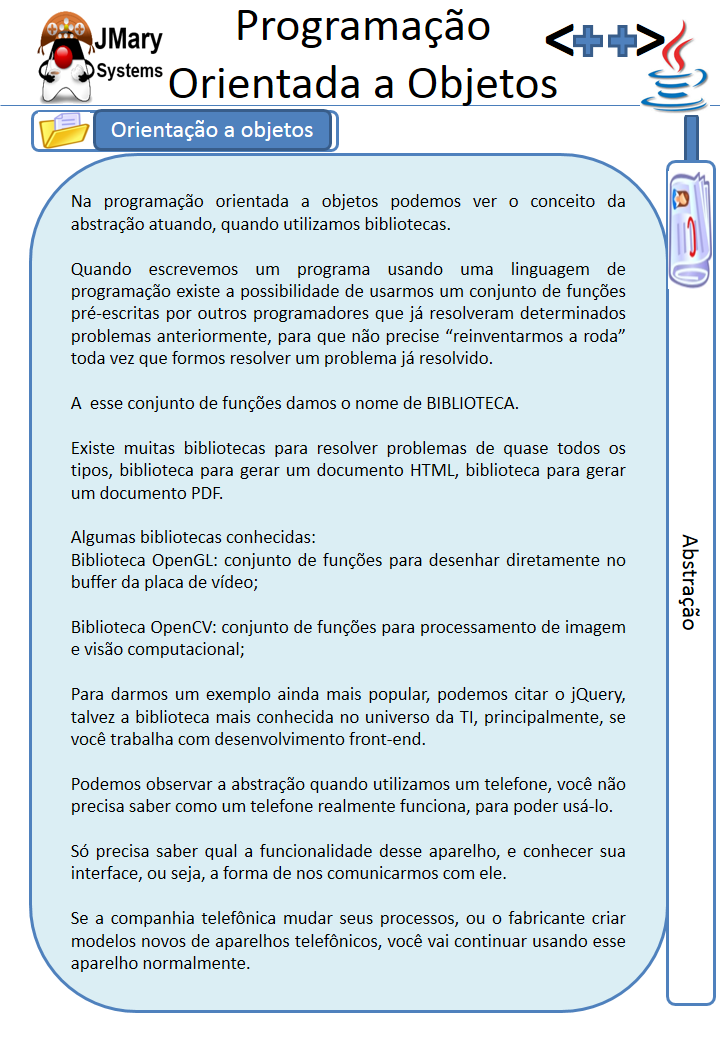 JMary
Systems
Programação
Orientada a Objetos
<++>
Orientação a objetos
Na programação orientada a objetos podemos ver o conceito da
abstração atuando, quando utilizamos bibliotecas.
Quando escrevemos um programa usando uma linguagem de
programação existe a possibilidade de usarmos um conjunto de funções
pré-escritas por outros programadores que já resolveram determinados
problemas anteriormente, para que não precise “reinventarmos a roda”
toda vez que formos resolver um problema já resolvido.
A esse conjunto de funções damos o nome de BIBLIOTECA.
Existe muitas bibliotecas para resolver problemas de quase todos os
tipos, biblioteca para gerar um documento HTML, biblioteca para gerar
um documento PDF.
Algumas bibliotecas conhecidas:
Biblioteca OpenGL: conjunto de funções para desenhar diretamente no
buffer da placa de vídeo;
Biblioteca OpenCV: conjunto de funções para processamento de imagem
e visão computacional;
Para darmos um exemplo ainda mais popular, podemos citar o jQuery,
talvez a biblioteca mais conhecida no universo da TI, principalmente, se
você trabalha com desenvolvimento front-end.
Podemos observar a abstração quando utilizamos um telefone, você não
precisa saber como um telefone realmente funciona, para poder usá-lo.
Só precisa saber qual a funcionalidade desse aparelho, e conhecer sua
interface, ou seja, a forma de nos comunicarmos com ele.
Se a companhia telefônica mudar seus processos, ou o fabricante criar
modelos novos de aparelhos telefônicos, você vai continuar usando esse
aparelho normalmente.
Abstração